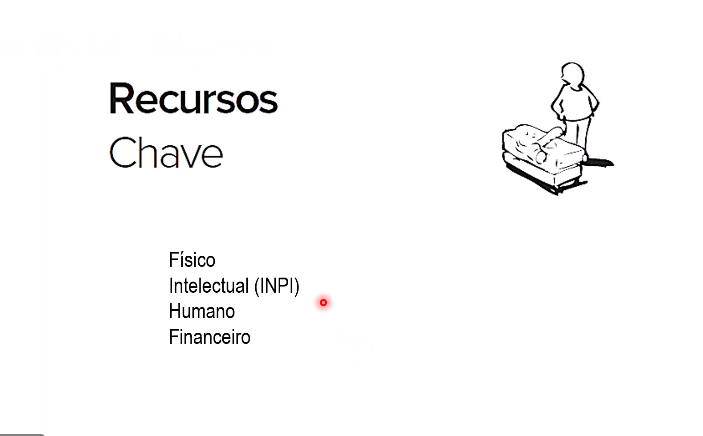 Recursos
Chave
Físico
Intelectual (INPI)
Humano
Financeiro